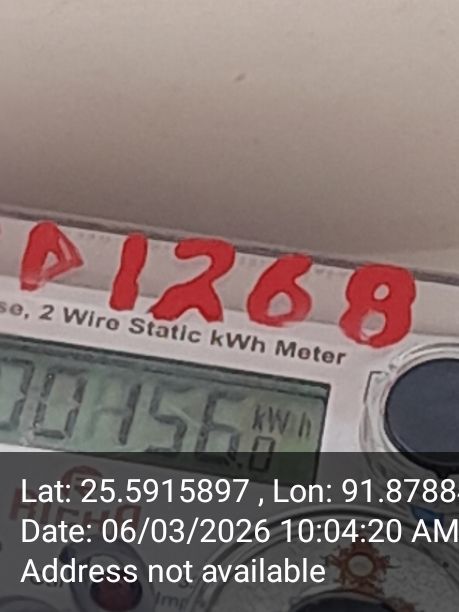 D1268
se, 2 Wire Static kWh Meter
00456.0 kWh
Lat: 25.5915897 , Lon: 91.8788
Date: 06/03/2026 10:04:20 AM
Address not available